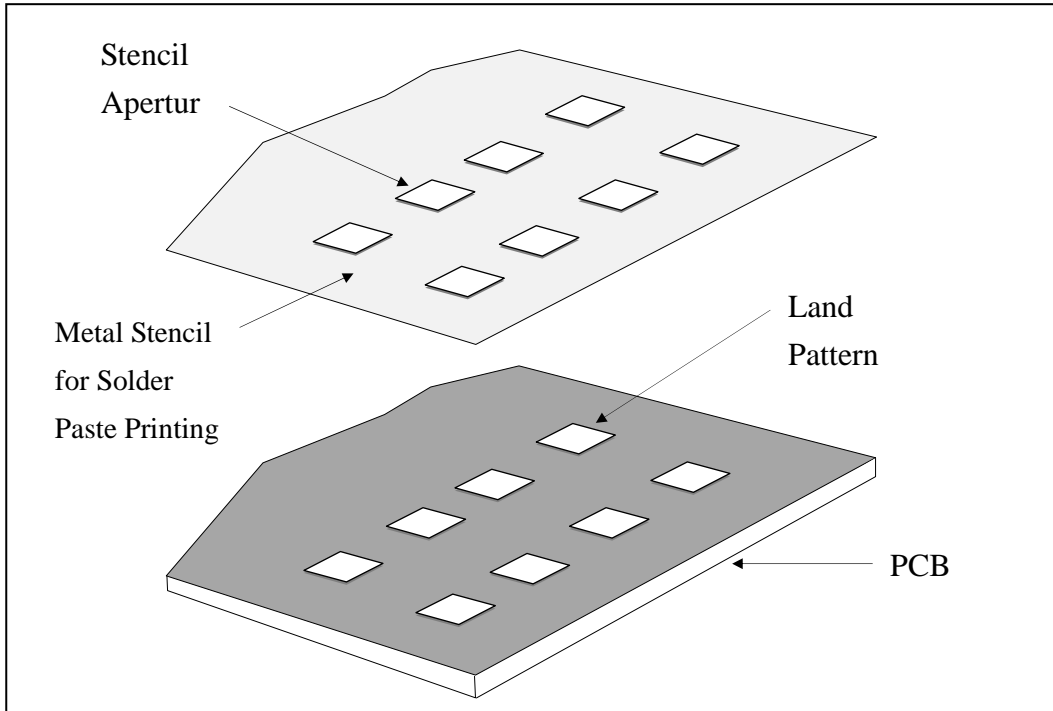 Stencil
Apertur
Metal Stencil
for Solder
Paste Printing
Land
Pattern
PCB